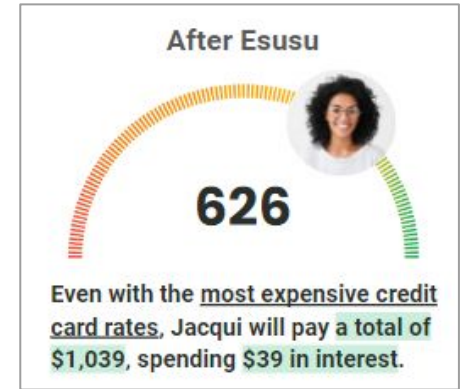 After Esusu
626
Even with the most expensive credit
card rates, Jacqui will pay a total of
$1,039, spending $39 in interest.